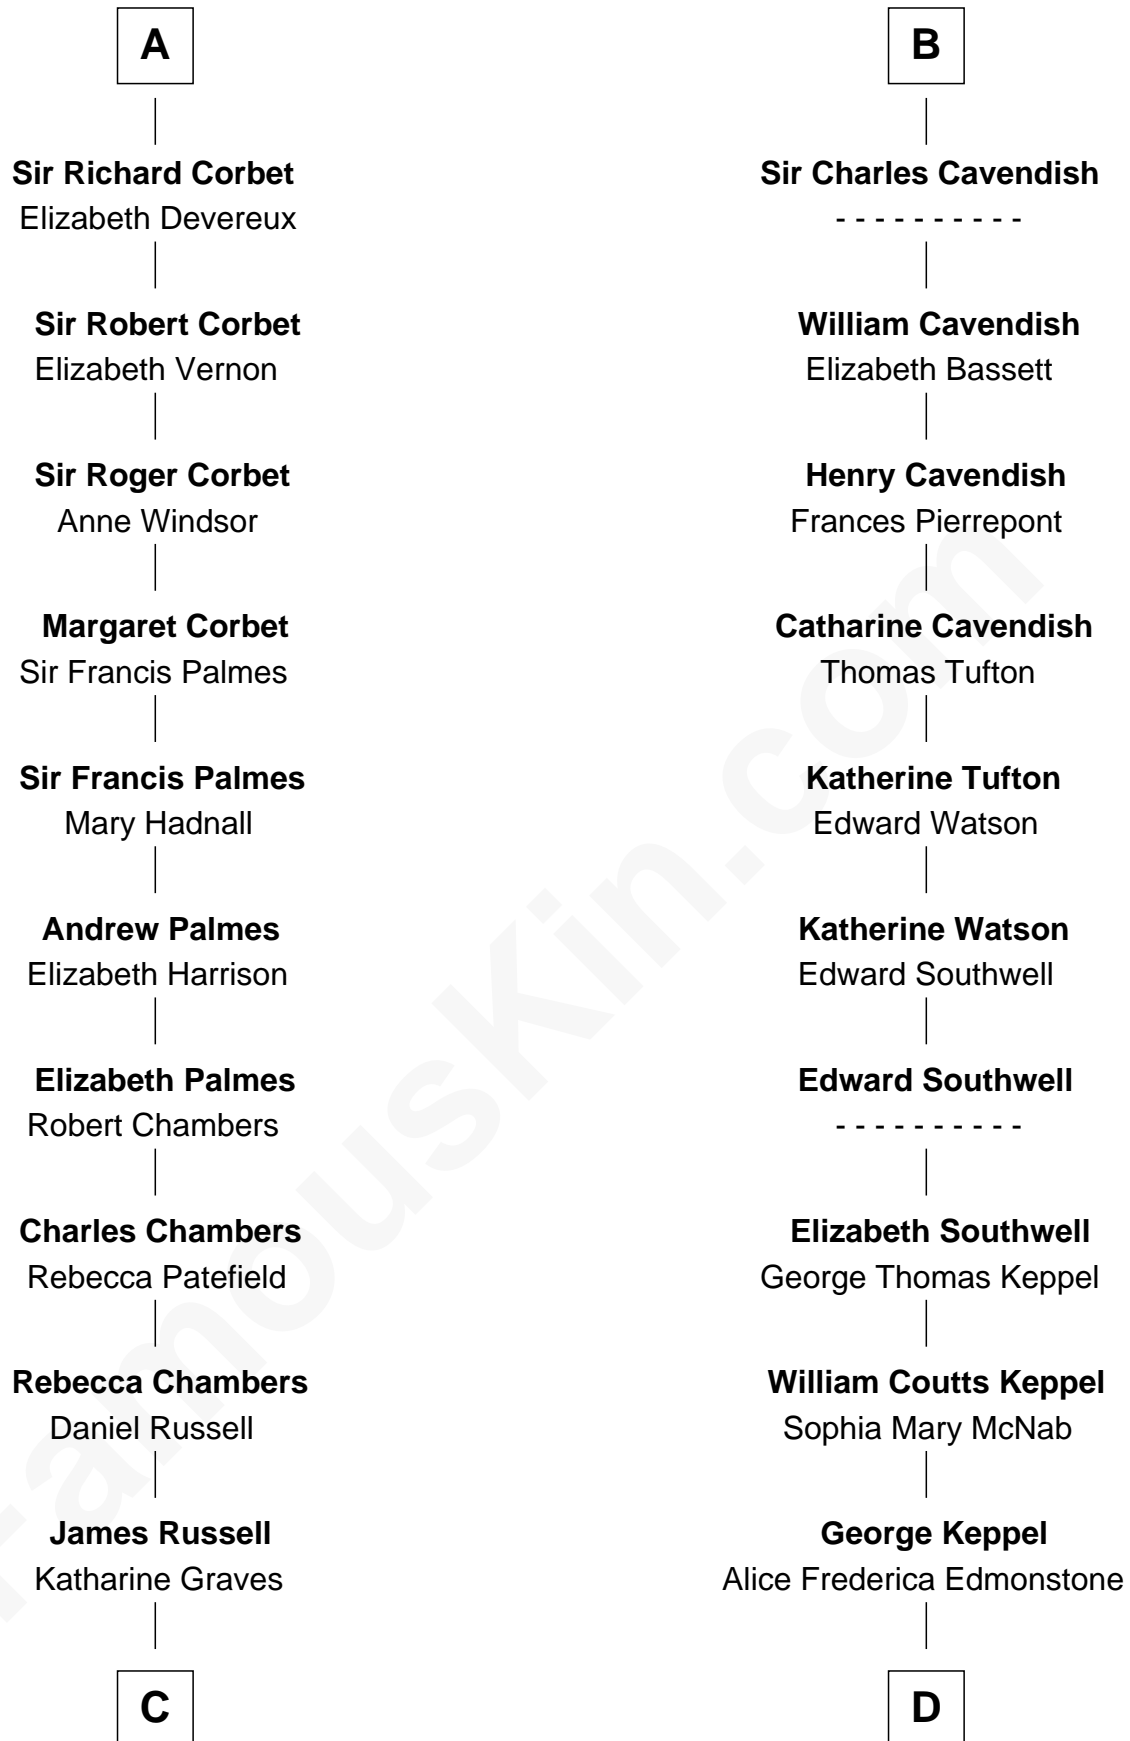 A
Sir Richard Corbet
Elizabeth Devereux
Sir Robert Corbet
Elizabeth Vernon
Sir Roger Corbet
Anne Windsor
Margaret Corbet
Sir Francis Palmes
Sir Francis Palmes
Mary Hadnall
Andrew Palmes
Elizabeth Harrison
Elizabeth Palmes
Robert Chambers
Charles Chambers
Rebecca Patefield
Rebecca Chambers
Daniel Russell
James Russell
Katharine Graves
C
B
Sir Charles Cavendish
- - - - - - - - - -
William Cavendish
Elizabeth Bassett
Henry Cavendish
Frances Pierrepont
Catharine Cavendish
Thomas Tufton
Katherine Tufton
Edward Watson
Katherine Watson
Edward Southwell
Edward Southwell
- - - - - - - - - -
Elizabeth Southwell
George Thomas Keppel
William Coutts Keppel
Sophia Mary McNab
George Keppel
Alice Frederica Edmonstone
D
FamousKin.com